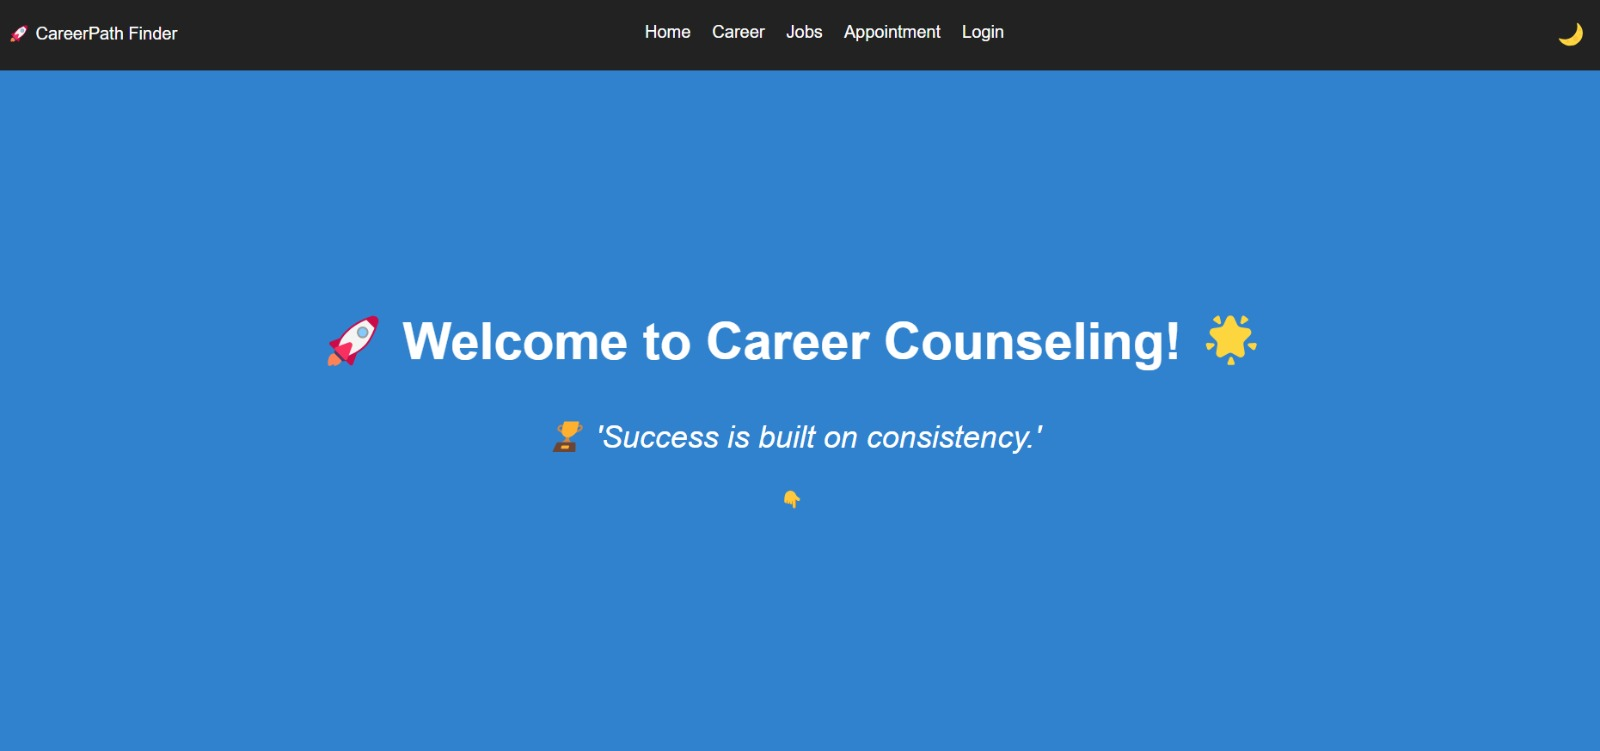 🚀 CareerPath Finder
Home Career Jobs Appointment Login
🚀 Welcome to Career Counseling! 🌟
🏆 'Success is built on consistency.'
👇